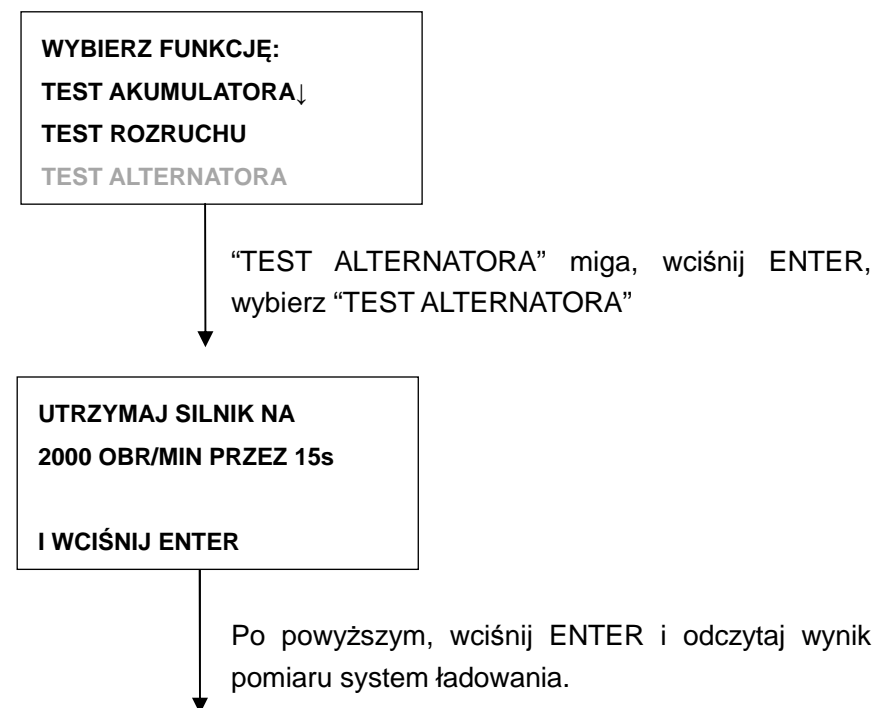 WYBIERZ FUNKCJĘ:
TEST AKUMULATORA↓
TEST ROZRUCHU
TEST ALTERNATORA
“TEST ALTERNATORA” miga, wciśnij ENTER,
wybierz “TEST ALTERNATORA”
UTRZYMAJ SILNIK NA
2000 OBR/MIN PRZEZ 15s
I WCIŚNIJ ENTER
Po powyższym, wciśnij ENTER i odczytaj wynik
pomiaru system ładowania.